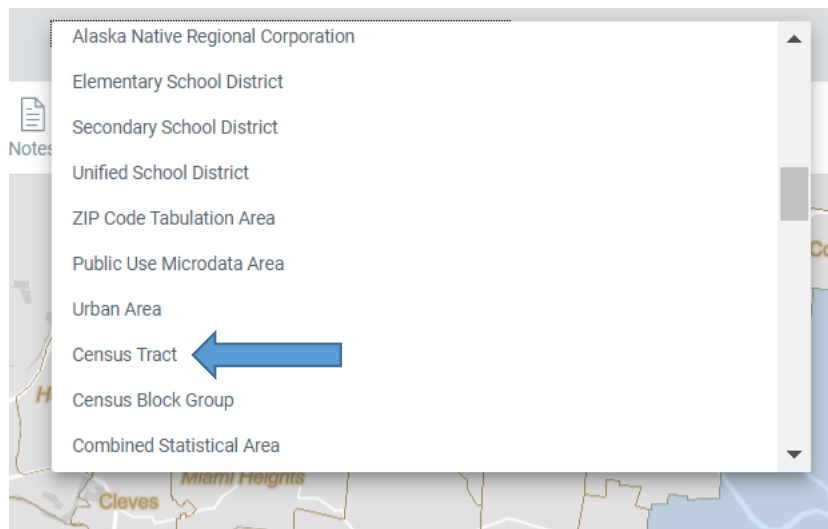 Alaska Native Regional Corporation
Elementary School District
Secondary School District
Notes
Unified School District
ZIP Code Tabulation Area
Public Use Microdata Area
Urban Area
Census Tract
Census Block Group
Combined Statistical Area
Miami Heights
Cleves